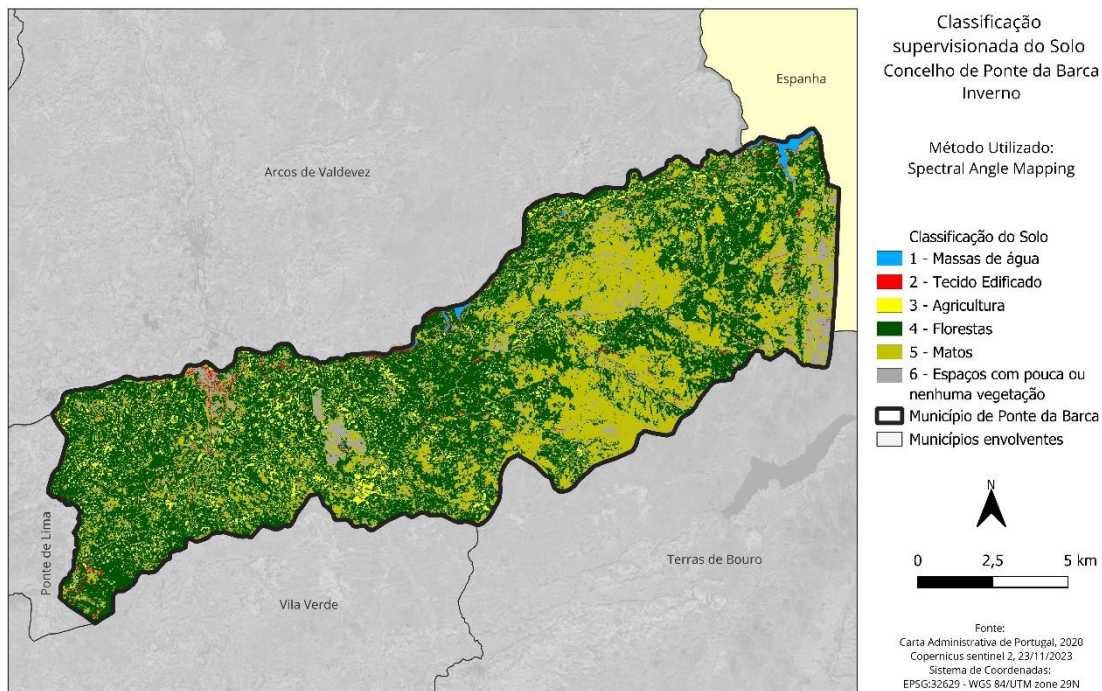 Classificação
supervisionada do Solo
Concelho de Ponte da Barca
Inverno
Método Utilizado:
Spectral Angle Mapping
Espanha
Arcos de Valdevez
Ponte de Lima
Vila Verde
Terras de Bouro
Classificação do Solo
1 - Massas de água
2 - Tecido Edificado
3 - Agricultura
4 - Florestas
5 - Matos
6 - Espaços com pouca ou
nenhuma vegetação
Município de Ponte da Barca
Municípios envolventes
N
0 2,5 5 km
Fonte:
Carta Administrativa de Portugal, 2020
Copernicus sentinel 2, 23/11/2023
Sistema de Coordenadas:
EPSG:32629 - WGS 84/UTM zone 29N